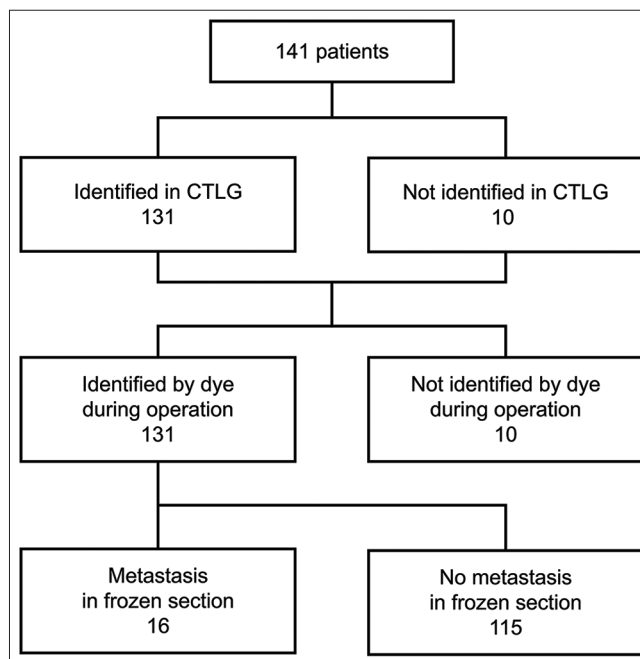 141 patients
Identified in CTLG
131
Not identified in CTLG
10
Identified by dye
during operation
131
Not identified by dye
during operation
10
Metastasis
in frozen section
16
No metastasis
in frozen section
115